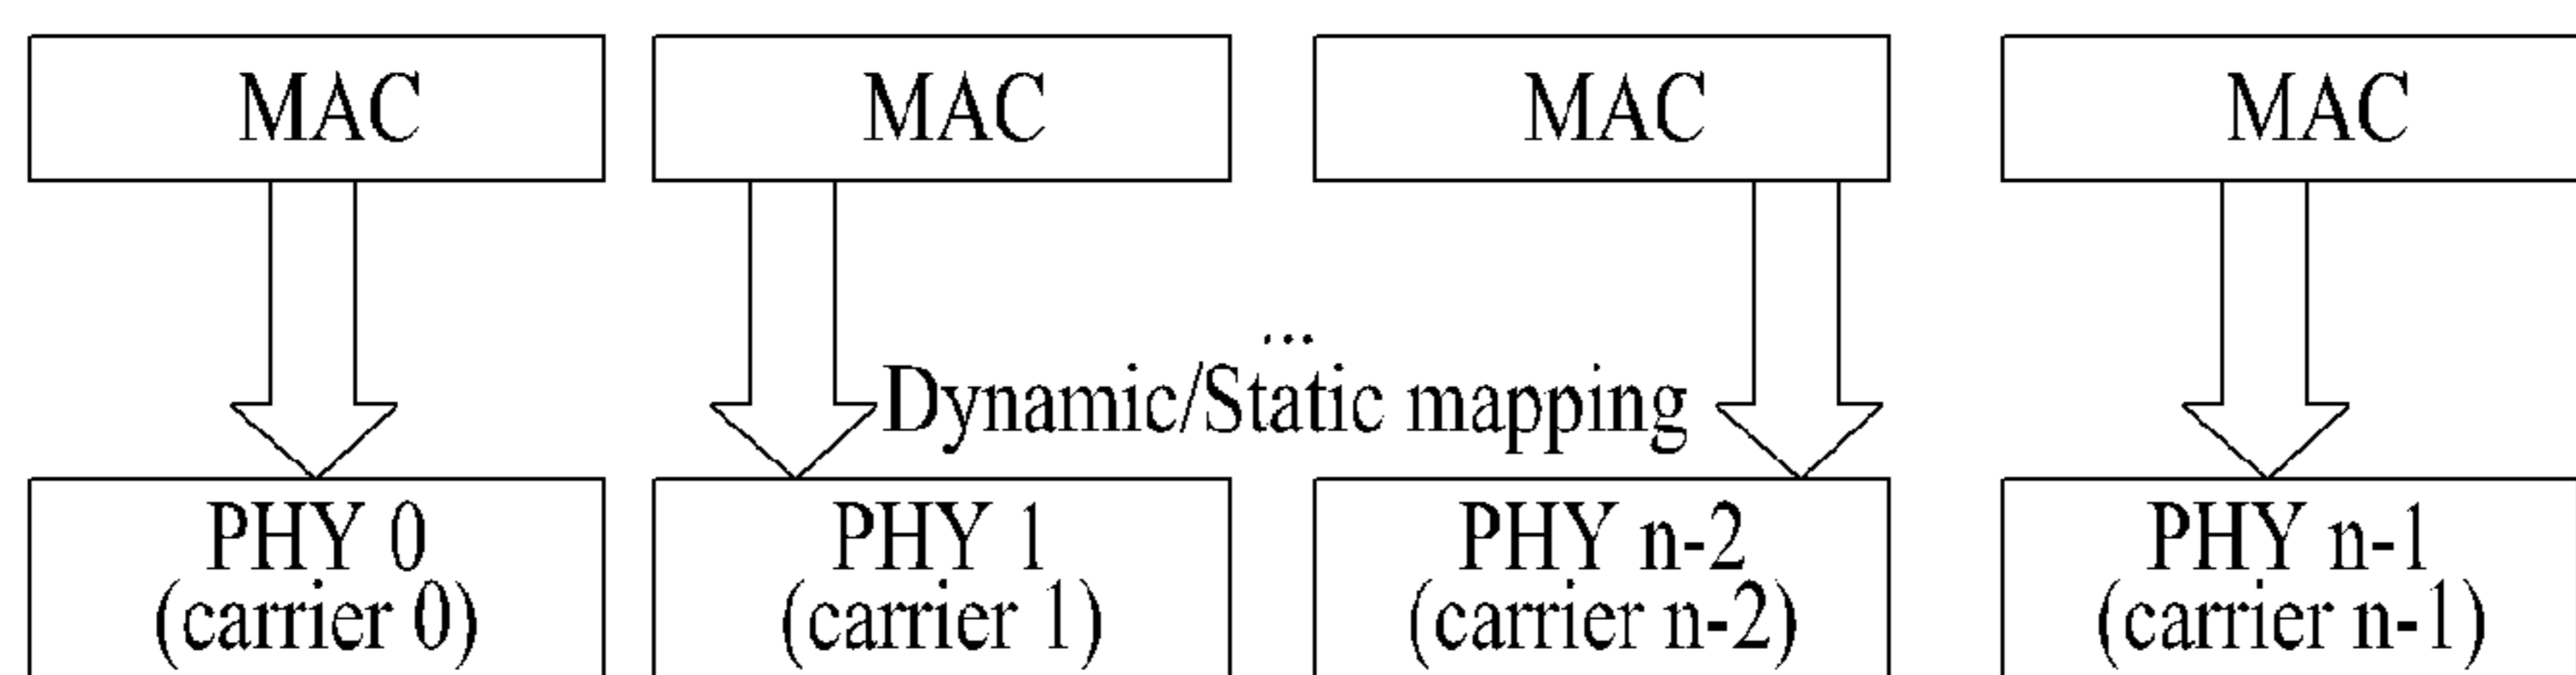 MAC MAC MAC MAC
...
Dynamic/Static mapping
PHY 0 PHY 1 PHY n-2 PHY n-1
(carrier 0) (carrier 1) (carrier n-2) (carrier n-1)